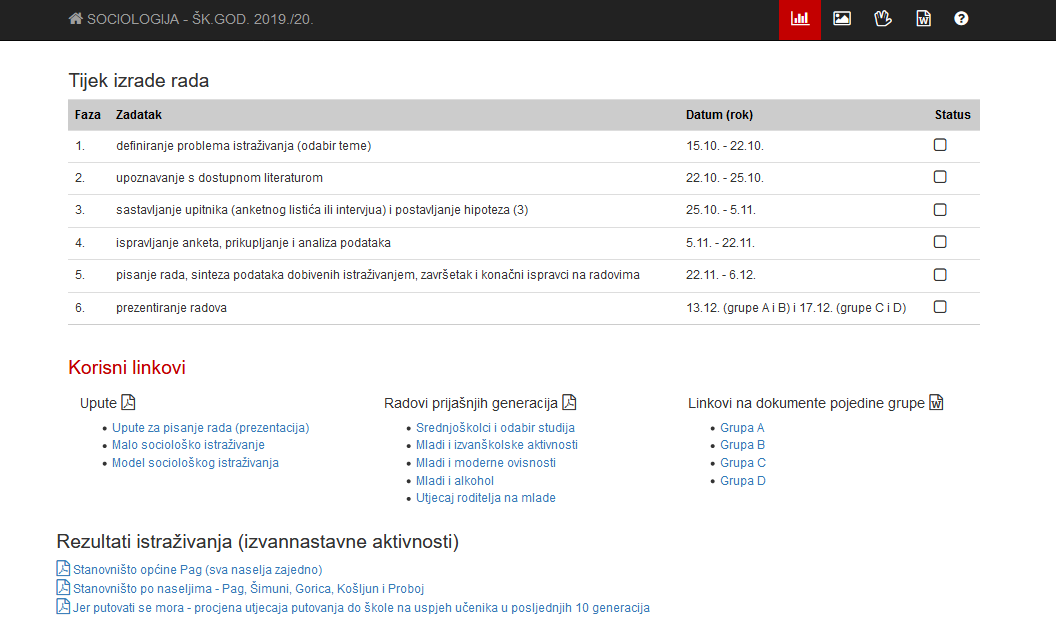 SOCIOLOGIJA - ŠK.GOD. 2019./20.
Tijek izrade rada
Faza Zadatak Datum (rok) Status
1. definiranje problema istraživanja (odabir teme) 15.10. - 22.10.
2. upoznavanje s dostupnom literaturom 22.10. - 25.10.
3. sastavljanje upitnika (anketnog listića ili intervjua) i postavljanje hipoteza (3) 25.10. - 5.11.
4. ispravljanje anketa, prikupljanje i analiza podataka 5.11. - 22.11.
5. pisanje rada, sinteza podataka dobivenih istraživanjem, završetak i konačni ispravci na radovima 22.11. - 6.12.
6. prezentiranje radova 13.12. (grupe A i B) i 17.12. (grupe C i D)
Korisni linkovi
Upute
Upute za pisanje rada (prezentacija)
Malo sociološko istraživanje
Model sociološkog istraživanja
Radovi prijašnjih generacija
Srednjoškolci i odabir studija
Mladi i izvanškolske aktivnosti
Mladi i moderne ovisnosti
Mladi i alkohol
Utjecaj roditelja na mlade
Linkovi na dokumente pojedine grupe
Grupa A
Grupa B
Grupa C
Grupa D
Rezultati istraživanja (izvannastavne aktivnosti)
Stanovništo općine Pag (sva naselja zajedno)
Stanovništo po naseljima - Pag, Šimuni, Gorica, Košljun i Proboj
Jer putovati se mora - procjena utjecaja putovanja do škole na uspjeh učenika u posljednjih 10 generacija